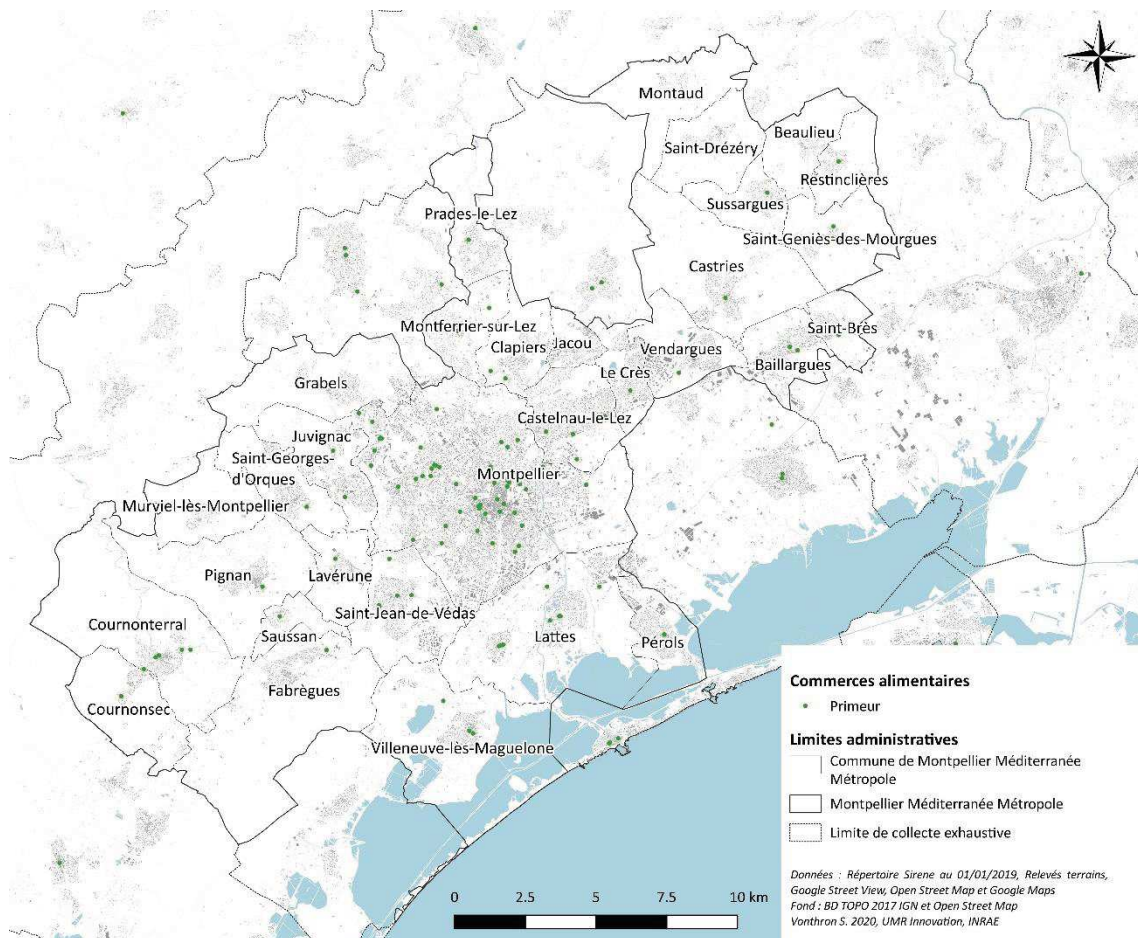 Montaud
Beaulieu
Saint-Drézéry
Restinclières
Sussargues
Prades-le-Lez
Saint-Geniès-des-Mourgues
Castries
Montferrier-sur-Lez
Saint-Brès
Jacou
Clapiers
Vendargues
Baillargues
Le Crès
Grabels
Castelnau-le-Lez
Juvignac
Saint-Georges-
d'Orques
Montpellier
Murviel-lès-Montpellier
Pignan
Lavérune
Saint-Jean-de-Védas
Cournonterral
Saussan
Lattes
Pérols
Fabrègues
Cournonsec
Villeneuve-lès-Maguelone
Commerces alimentaires
Primeur
Limites administratives
Commune de Montpellier Méditerranée
Métropole
Montpellier Méditerranée Métropole
Limite de collecte exhaustive
Données : Répertoire Sirene au 01/01/2019, Relevés terrains,
Google Street View, Open Street Map et Google Maps
Fond : BD TOPO 2017 IGN et Open Street Map
Vonthron S. 2020, UMR Innovation, INRAE
0 2.5 5 7.5 10 km